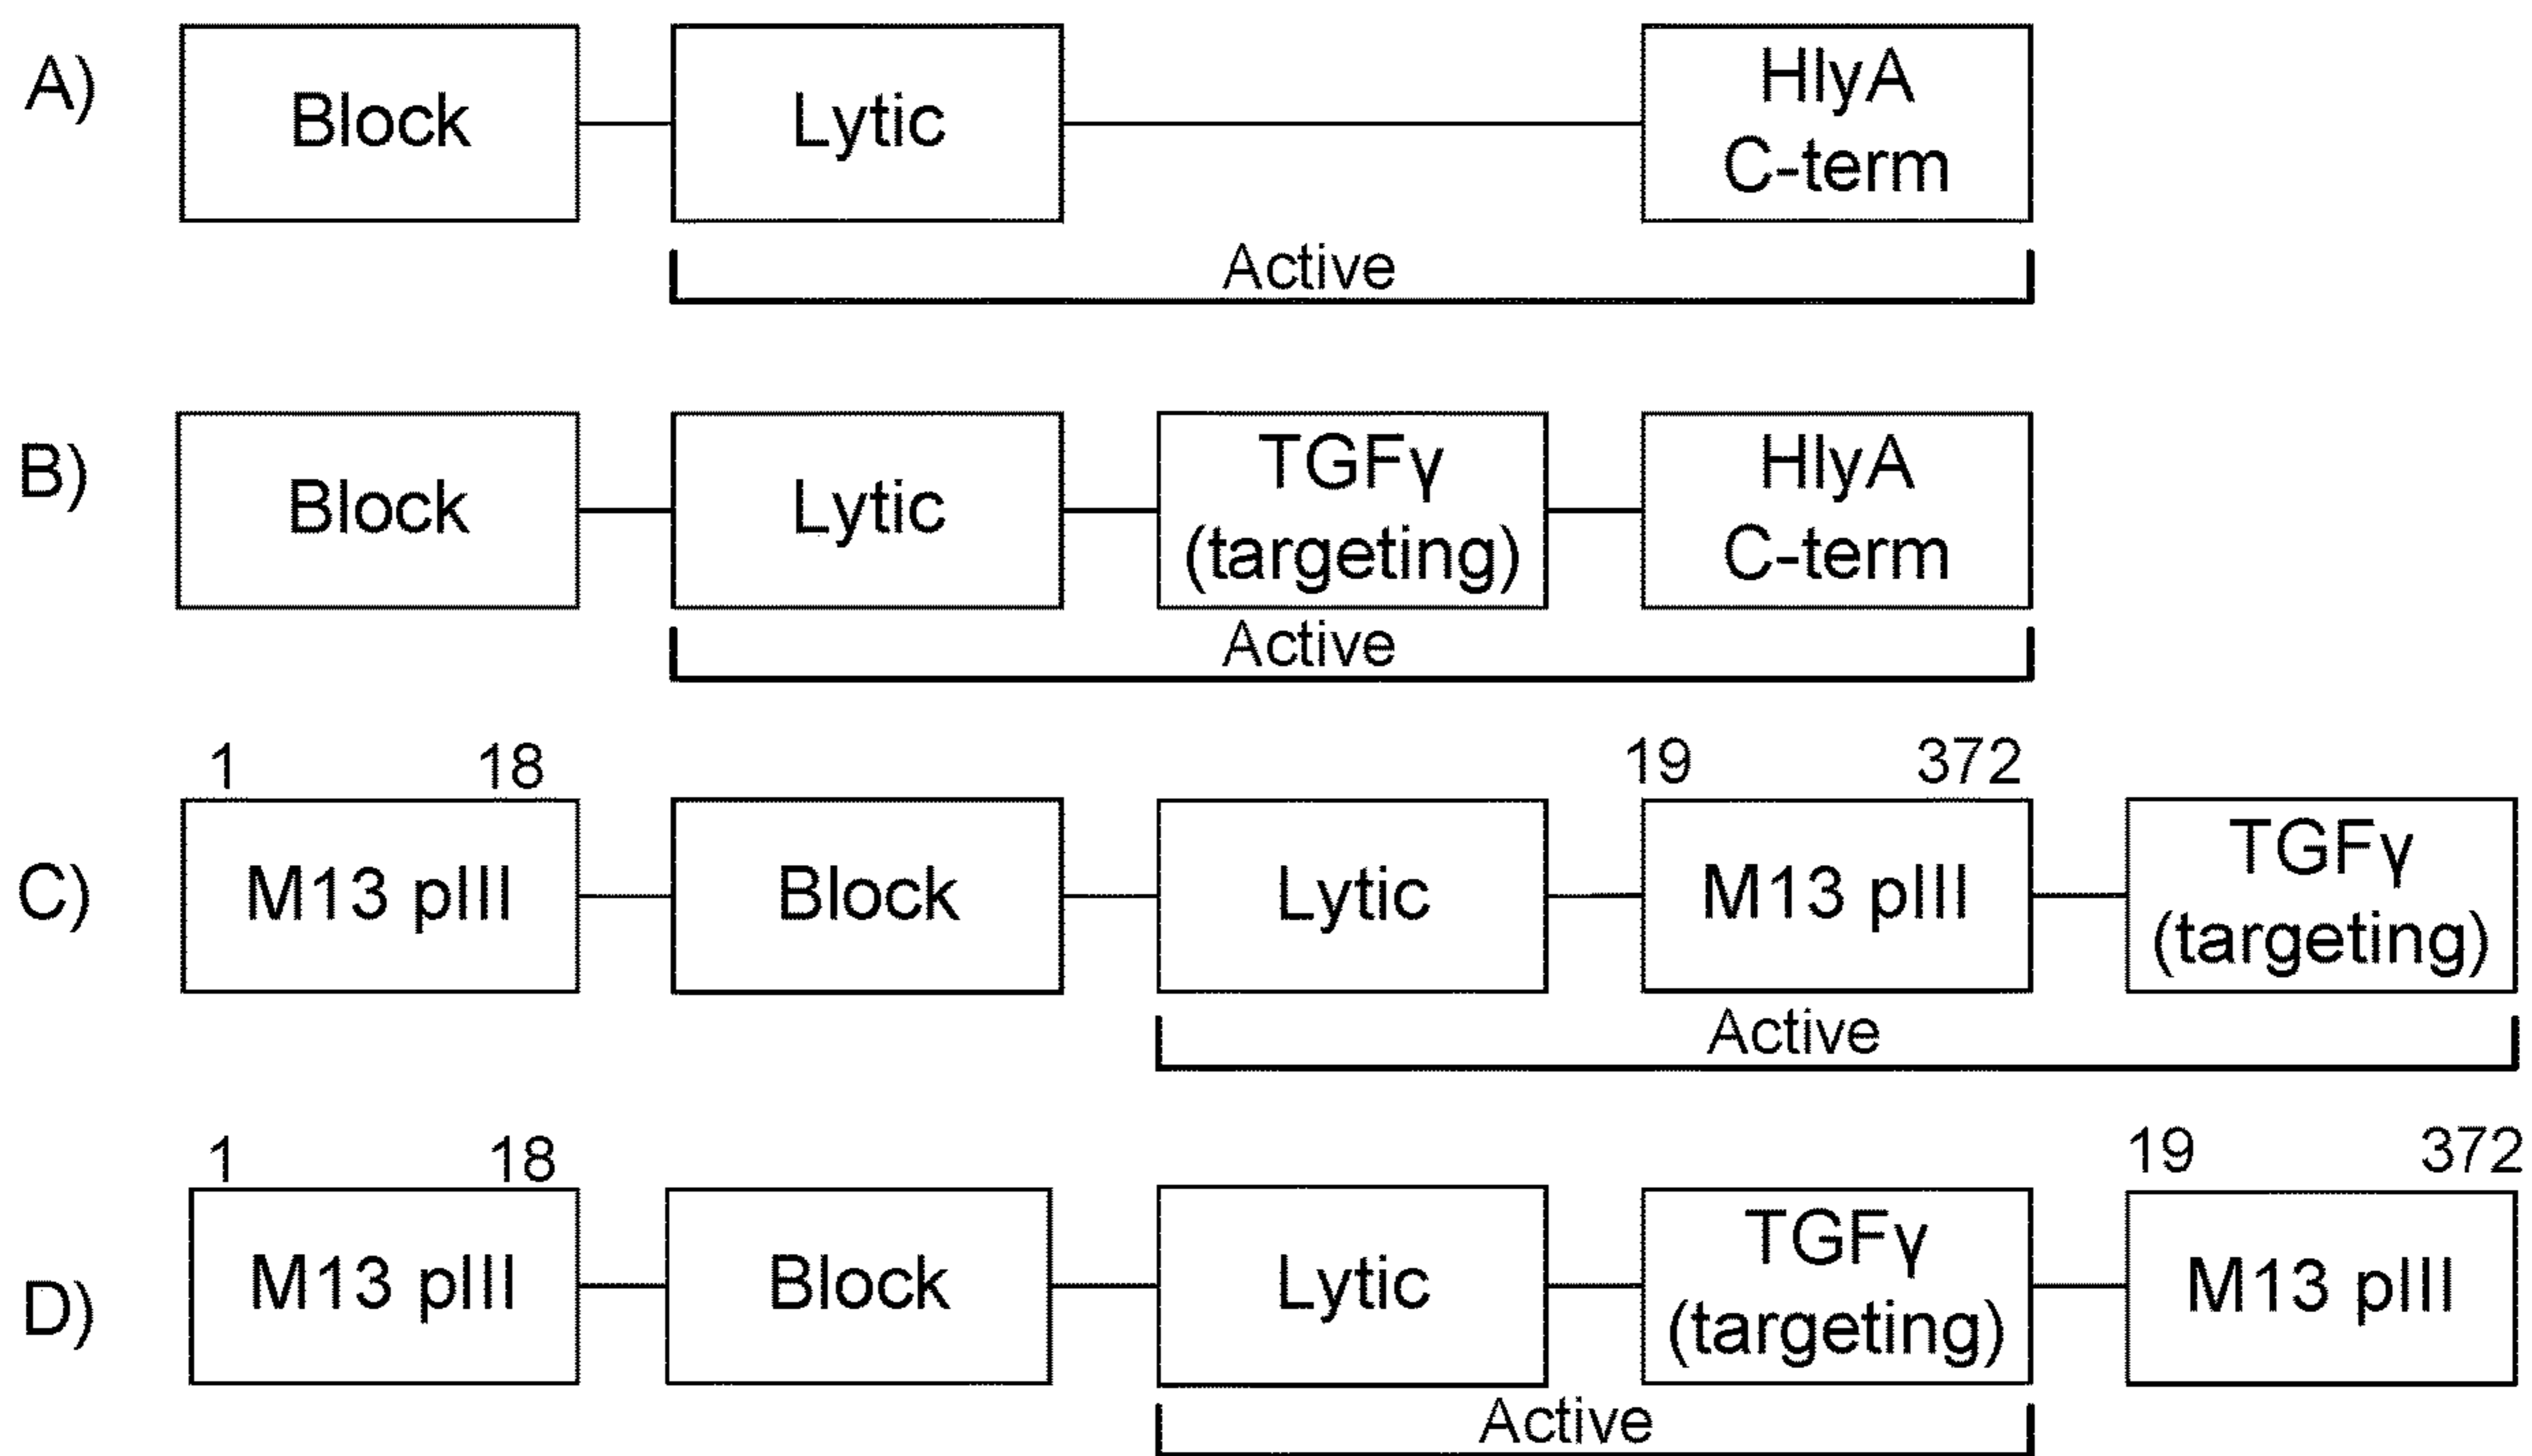 A)
Block
Lytic
HlyA
C-term
Active
B)
Block
Lytic
TGFγ
(targeting)
HlyA
C-term
Active
1 18 19 372
C)
M13 pIII
Block
Lytic
M13 pIII
TGFγ
(targeting)
Active
1 18 19 372
D)
M13 pIII
Block
Lytic
TGFγ
(targeting)
M13 pIII
Active